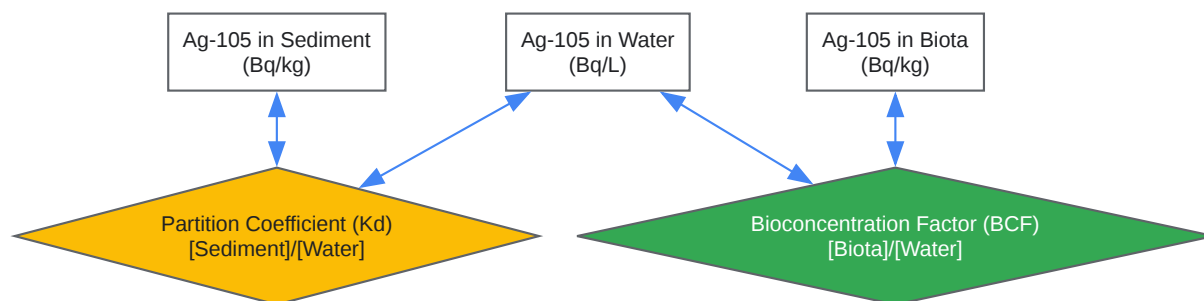 Ag-105 in Sediment
(Bq/kg)
Ag-105 in Water
(Bq/L)
Ag-105 in Biota
(Bq/kg)
Partition Coefficient (Kd)
[Sediment]/[Water]
Bioconcentration Factor (BCF)
[Biota]/[Water]